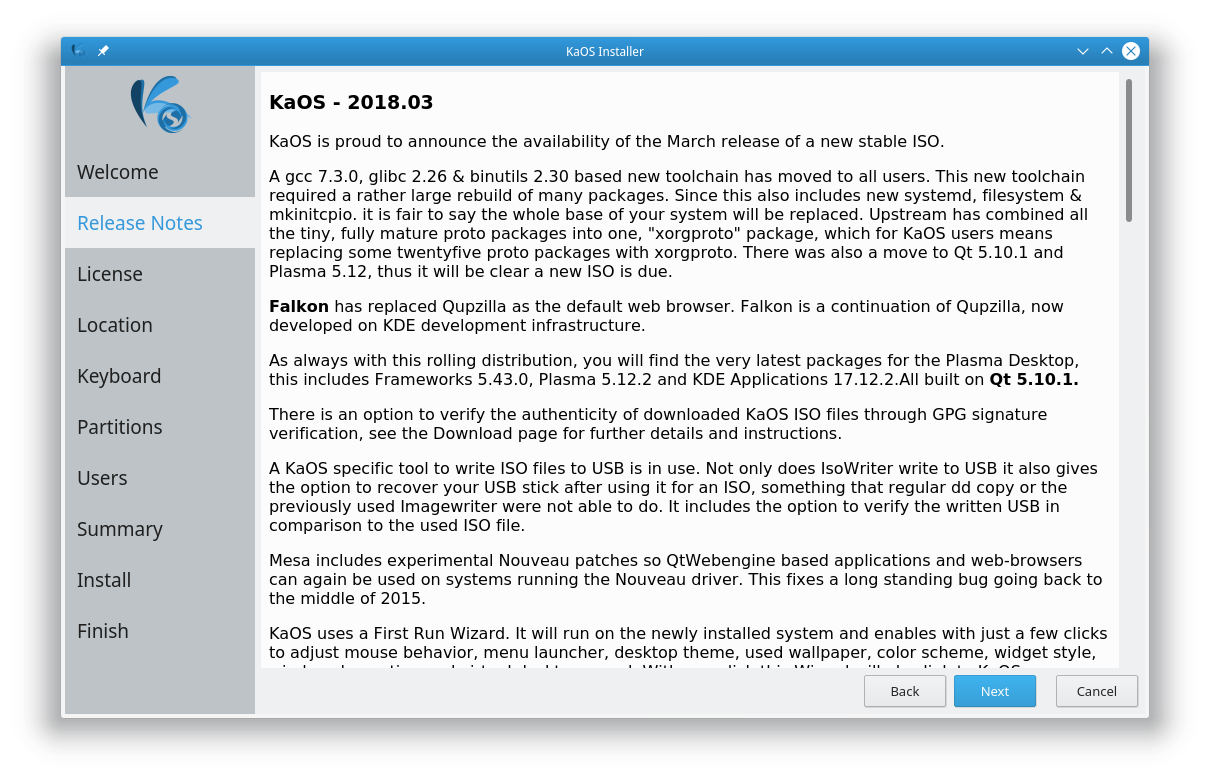 KaOS Installer
Welcome
Release Notes
License
Location
Keyboard
Partitions
Users
Summary
Install
Finish
KaOS - 2018.03
KaOS is proud to announce the availability of the March release of a new stable ISO.
A gcc 7.3.0, glibc 2.26 & binutils 2.30 based new toolchain has moved to all users. This new toolchain
required a rather large rebuild of many packages. Since this also includes new systemd, filesystem &
mkinitcpio. it is fair to say the whole base of your system will be replaced. Upstream has combined all
the tiny, fully mature proto packages into one, "xorgproto" package, which for KaOS users means
replacing some twentyfive proto packages with xorgproto. There was also a move to Qt 5.10.1 and
Plasma 5.12, thus it will be clear a new ISO is due.
Falkon has replaced Qupzilla as the default web browser. Falkon is a continuation of Qupzilla, now
developed on KDE development infrastructure.
As always with this rolling distribution, you will find the very latest packages for the Plasma Desktop,
this includes Frameworks 5.43.0, Plasma 5.12.2 and KDE Applications 17.12.2.All built on Qt 5.10.1.
There is an option to verify the authenticity of downloaded KaOS ISO files through GPG signature
verification, see the Download page for further details and instructions.
A KaOS specific tool to write ISO files to USB is in use. Not only does IsoWriter write to USB it also gives
the option to recover your USB stick after using it for an ISO, something that regular dd copy or the
previously used Imagewriter were not able to do. It includes the option to verify the written USB in
comparison to the used ISO file.
Mesa includes experimental Nouveau patches so QtWebengine based applications and web-browsers
can again be used on systems running the Nouveau driver. This fixes a long standing bug going back to
the middle of 2015.
KaOS uses a First Run Wizard. It will run on the newly installed system and enables with just a few clicks
to adjust mouse behavior, menu launcher, desktop theme, used wallpaper, color scheme, widget style,
Back
Next
Cancel